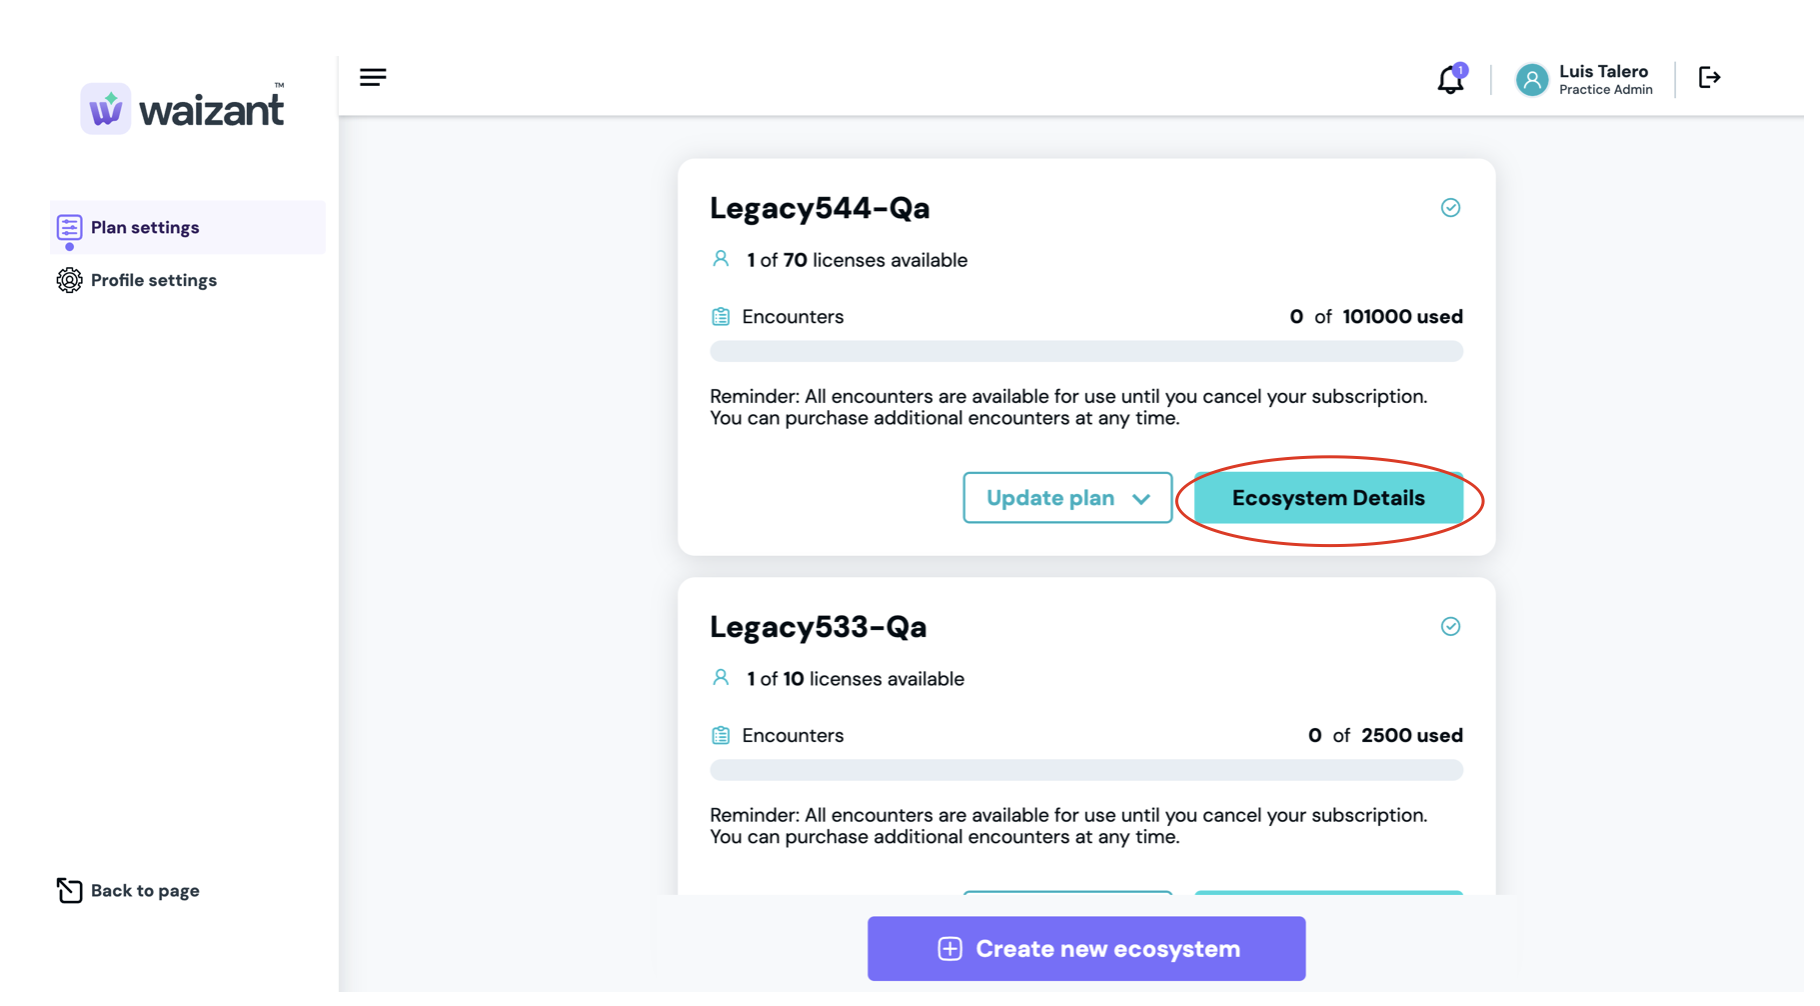 waizant™
1
Luis Talero
Practice Admin
Plan settings
Profile settings
Back to page
Legacy544-Qa
1 of 70 licenses available
Encounters 0 of 101000 used
Reminder: All encounters are available for use until you cancel your subscription.
You can purchase additional encounters at any time.
Update plan Ecosystem Details
Legacy533-Qa
1 of 10 licenses available
Encounters 0 of 2500 used
Reminder: All encounters are available for use until you cancel your subscription.
You can purchase additional encounters at any time.
Create new ecosystem